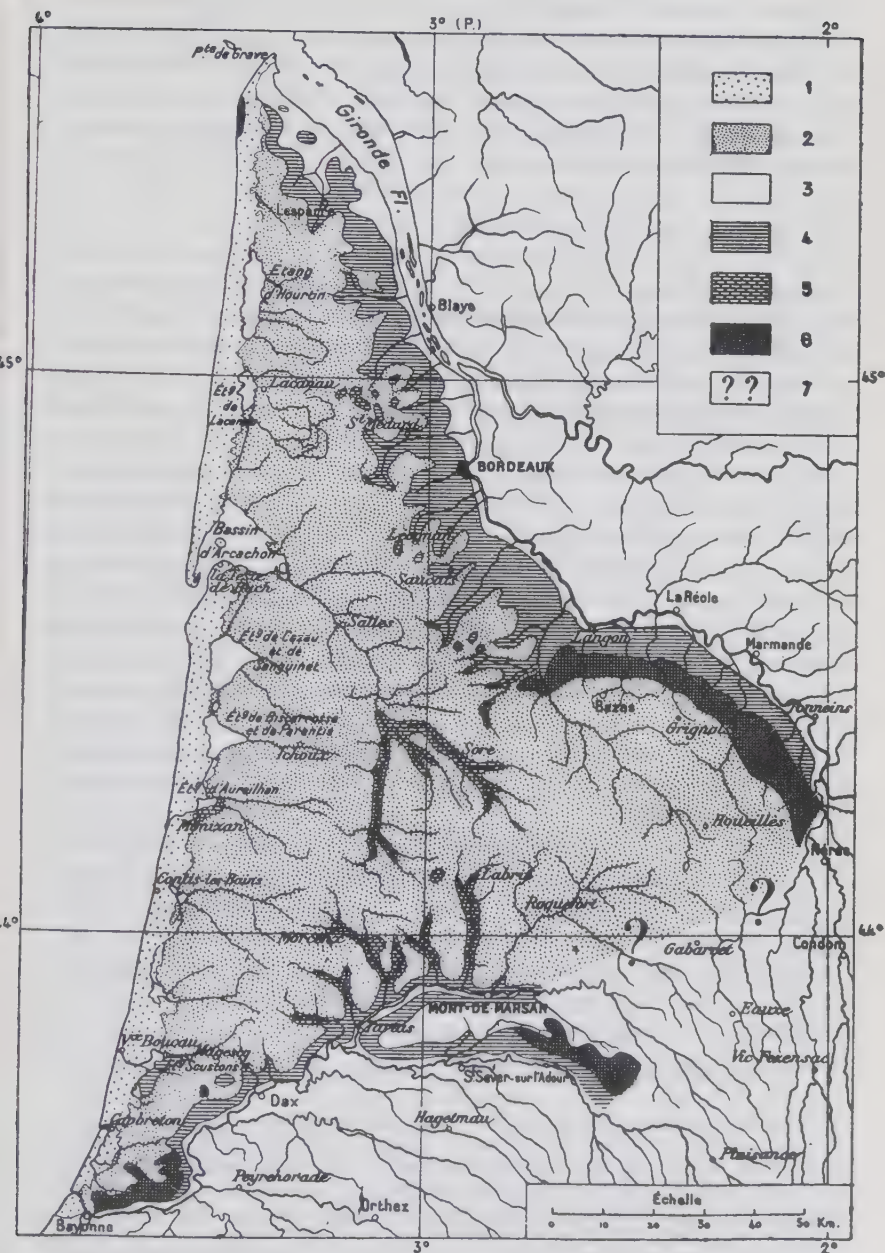 4°
3° (P.)
2°
Pte de Grave
1
2
3
4
5
6
7
? ?
Gironde
Fl.
Lesparre
Etang
d'Hourtin
Blaye
45°
45°
Lacanau
Etg.
de
Lacanau
St Médard
BORDEAUX
Bassin
d'Arcachon
La Teste
de Buch
Léognan
Saucats
La Réole
Salles
Langon
Marmande
Etg. de Cazau
et de
Sanguinet
Bazas
Tonneins
Grignols
Etg. de Biscarrosse
et de Parentis
Ychoux
Sore
Etg. d'Aureilhan
Mimizan
Houeillès
Nérac
Contis-les-Bains
Labrit
Roquefort
?
?
44°
44°
Morcenx
Gabarret
Condom
MONT-DE-MARSAN
Eauze
Vx Boucau
Tartas
Magescq
Soustons
Vic Fezensac
St Sever-sur-l'Adour
Dax
Capbreton
Hagetmau
Plaisance
Peyrehorade
Orthez
Bayonne
Échelle
0 10 20 30 40 50 Km.
3°
2°